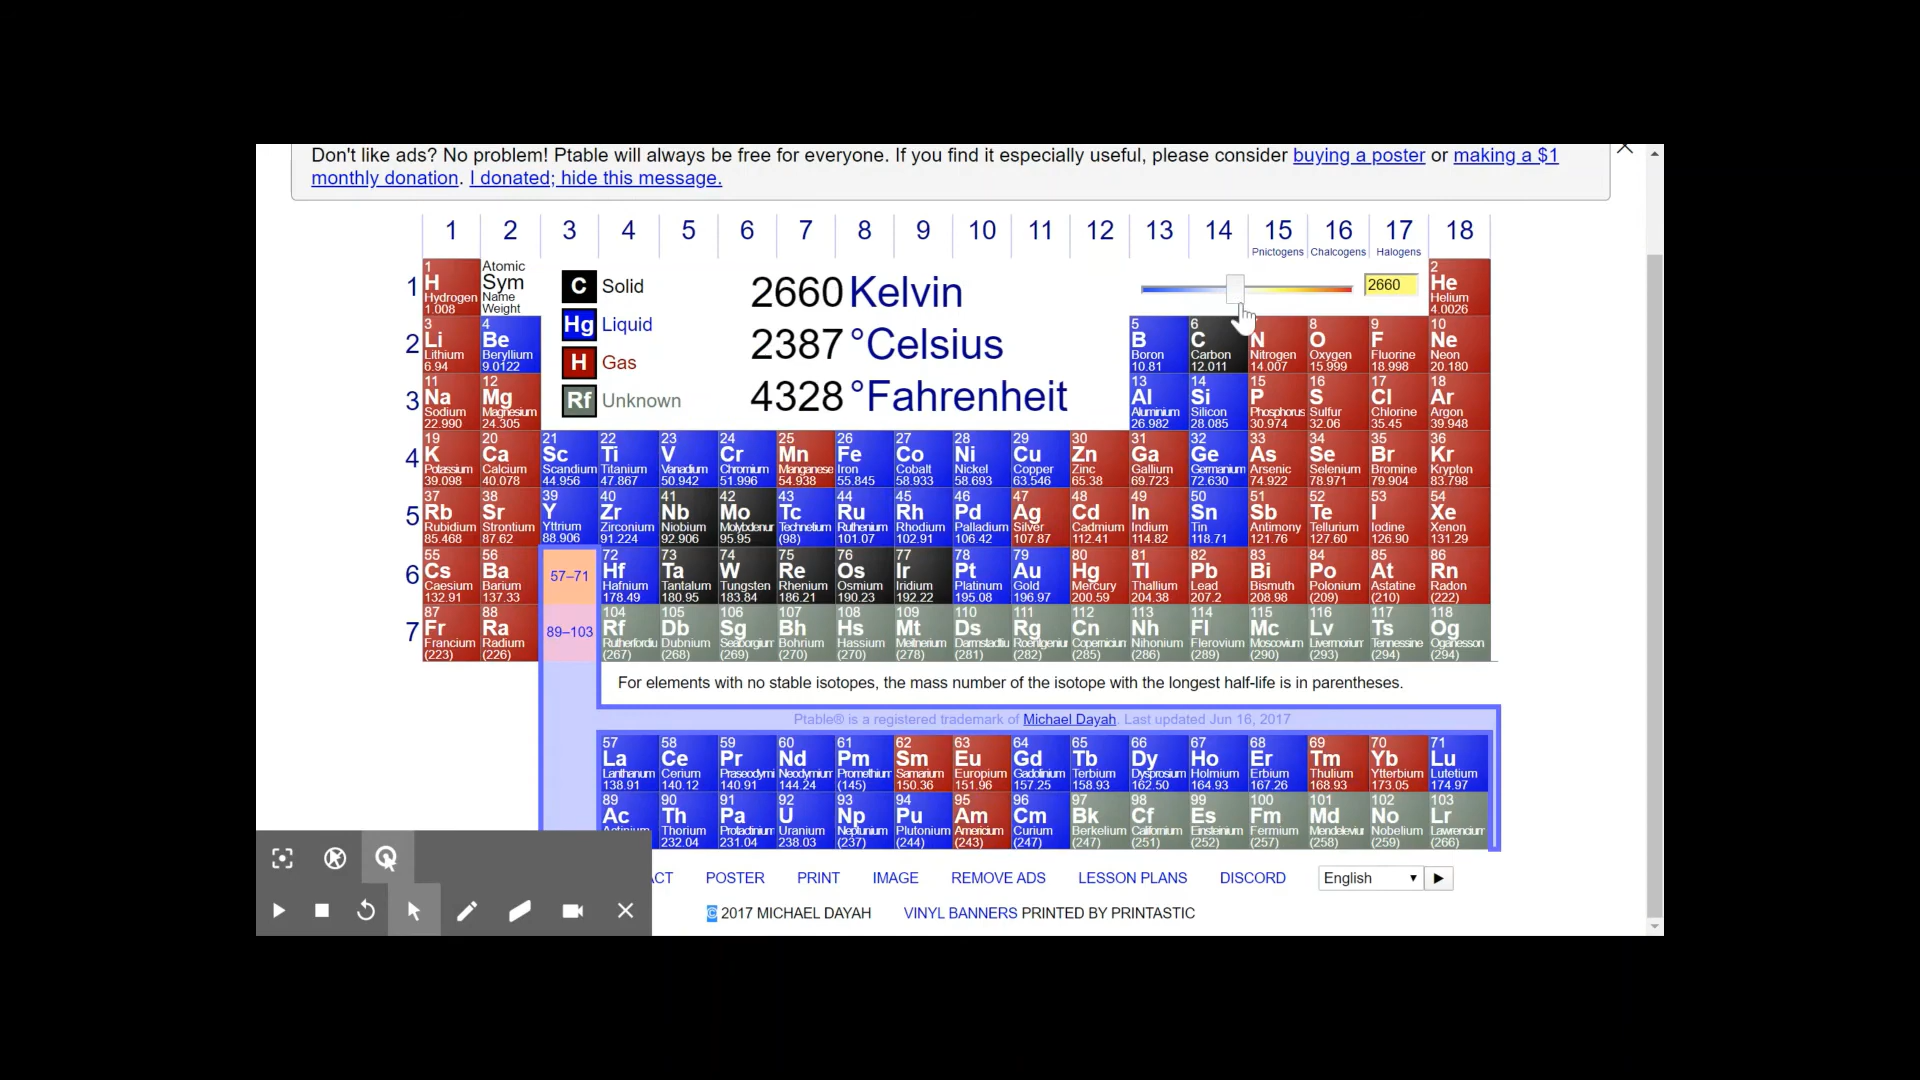 Don't like ads? No problem! Ptable will always be free for everyone. If you find it especially useful, please consider buying a poster or making a $1
monthly donation. I donated; hide this message.
1 2 3 4 5 6 7 8 9 10 11 12 13 14 15 16 17 18
Pnictogens Chalcogens Halogens
1
1 H Hydrogen 1.008
Atomic Sym Name Weight
C Solid
Hg Liquid
H Gas
Rf Unknown
2660 Kelvin
2387 °Celsius
4328 °Fahrenheit
2660
2 He Helium 4.0026
2
3 Li Lithium 6.94
4 Be Beryllium 9.0122
5 B Boron 10.81
6 C Carbon 12.011
N Nitrogen 14.007
8 O Oxygen 15.999
9 F Fluorine 18.998
10 Ne Neon 20.180
3
11 Na Sodium 22.990
12 Mg Magnesium 24.305
13 Al Aluminium 26.982
14 Si Silicon 28.085
15 P Phosphorus 30.974
16 S Sulfur 32.06
17 Cl Chlorine 35.45
18 Ar Argon 39.948
4
19 K Potassium 39.098
20 Ca Calcium 40.078
21 Sc Scandium 44.956
22 Ti Titanium 47.867
23 V Vanadium 50.942
24 Cr Chromium 51.996
25 Mn Manganese 54.938
26 Fe Iron 55.845
27 Co Cobalt 58.933
28 Ni Nickel 58.693
29 Cu Copper 63.546
30 Zn Zinc 65.38
31 Ga Gallium 69.723
32 Ge Germanium 72.630
33 As Arsenic 74.922
34 Se Selenium 78.971
35 Br Bromine 79.904
36 Kr Krypton 83.798
5
37 Rb Rubidium 85.468
38 Sr Strontium 87.62
39 Y Yttrium 88.906
40 Zr Zirconium 91.224
41 Nb Niobium 92.906
42 Mo Molybdenur 95.95
43 Tc Technetium (98)
44 Ru Ruthenium 101.07
45 Rh Rhodium 102.91
46 Pd Palladium 106.42
47 Ag Silver 107.87
48 Cd Cadmium 112.41
49 In Indium 114.82
50 Sn Tin 118.71
51 Sb Antimony 121.76
52 Te Tellurium 127.60
53 I Iodine 126.90
54 Xe Xenon 131.29
6
55 Cs Caesium 132.91
56 Ba Barium 137.33
57–71
72 Hf Hafnium 178.49
73 Ta Tantalum 180.95
74 W Tungsten 183.84
75 Re Rhenium 186.21
76 Os Osmium 190.23
77 Ir Iridium 192.22
78 Pt Platinum 195.08
79 Au Gold 196.97
80 Hg Mercury 200.59
81 Tl Thallium 204.38
82 Pb Lead 207.2
83 Bi Bismuth 208.98
84 Po Polonium (209)
85 At Astatine (210)
86 Rn Radon (222)
7
87 Fr Francium (223)
88 Ra Radium (226)
89–103
104 Rf Rutherfordiu (267)
105 Db Dubnium (268)
106 Sg Seaborgium (269)
107 Bh Bohrium (270)
108 Hs Hassium (270)
109 Mt Meitnerium (278)
110 Ds Darmstadtiu (281)
111 Rg Roentgeniur (282)
112 Cn Copernicium (285)
113 Nh Nihonium (286)
114 Fl Flerovium (289)
115 Mc Moscovium (290)
116 Lv Livermorium (293)
117 Ts Tennessine (294)
118 Og Oganesson (294)
For elements with no stable isotopes, the mass number of the isotope with the longest half-life is in parentheses.
Ptable® is a registered trademark of Michael Dayah. Last updated Jun 16, 2017
57 La Lanthanum 138.91
58 Ce Cerium 140.12
59 Pr Praseodymi 140.91
60 Nd Neodymium 144.24
61 Pm Promethium (145)
62 Sm Samarium 150.36
63 Eu Europium 151.96
64 Gd Gadolinium 157.25
65 Tb Terbium 158.93
66 Dy Dysprosium 162.50
67 Ho Holmium 164.93
68 Er Erbium 167.26
69 Tm Thulium 168.93
70 Yb Ytterbium 173.05
71 Lu Lutetium 174.97
89 Ac Actinium
90 Th Thorium 232.04
91 Pa Protactinium 231.04
92 U Uranium 238.03
93 Np Neptunium (237)
94 Pu Plutonium (244)
95 Am Americium (243)
96 Cm Curium (247)
97 Bk Berkelium (247)
98 Cf Californium (251)
99 Es Einsteinium (252)
100 Fm Fermium (257)
101 Md Mendeleviur (258)
102 No Nobelium (259)
103 Lr Lawrencium (266)
ACT POSTER PRINT IMAGE REMOVE ADS LESSON PLANS DISCORD English
© 2017 MICHAEL DAYAH VINYL BANNERS PRINTED BY PRINTASTIC